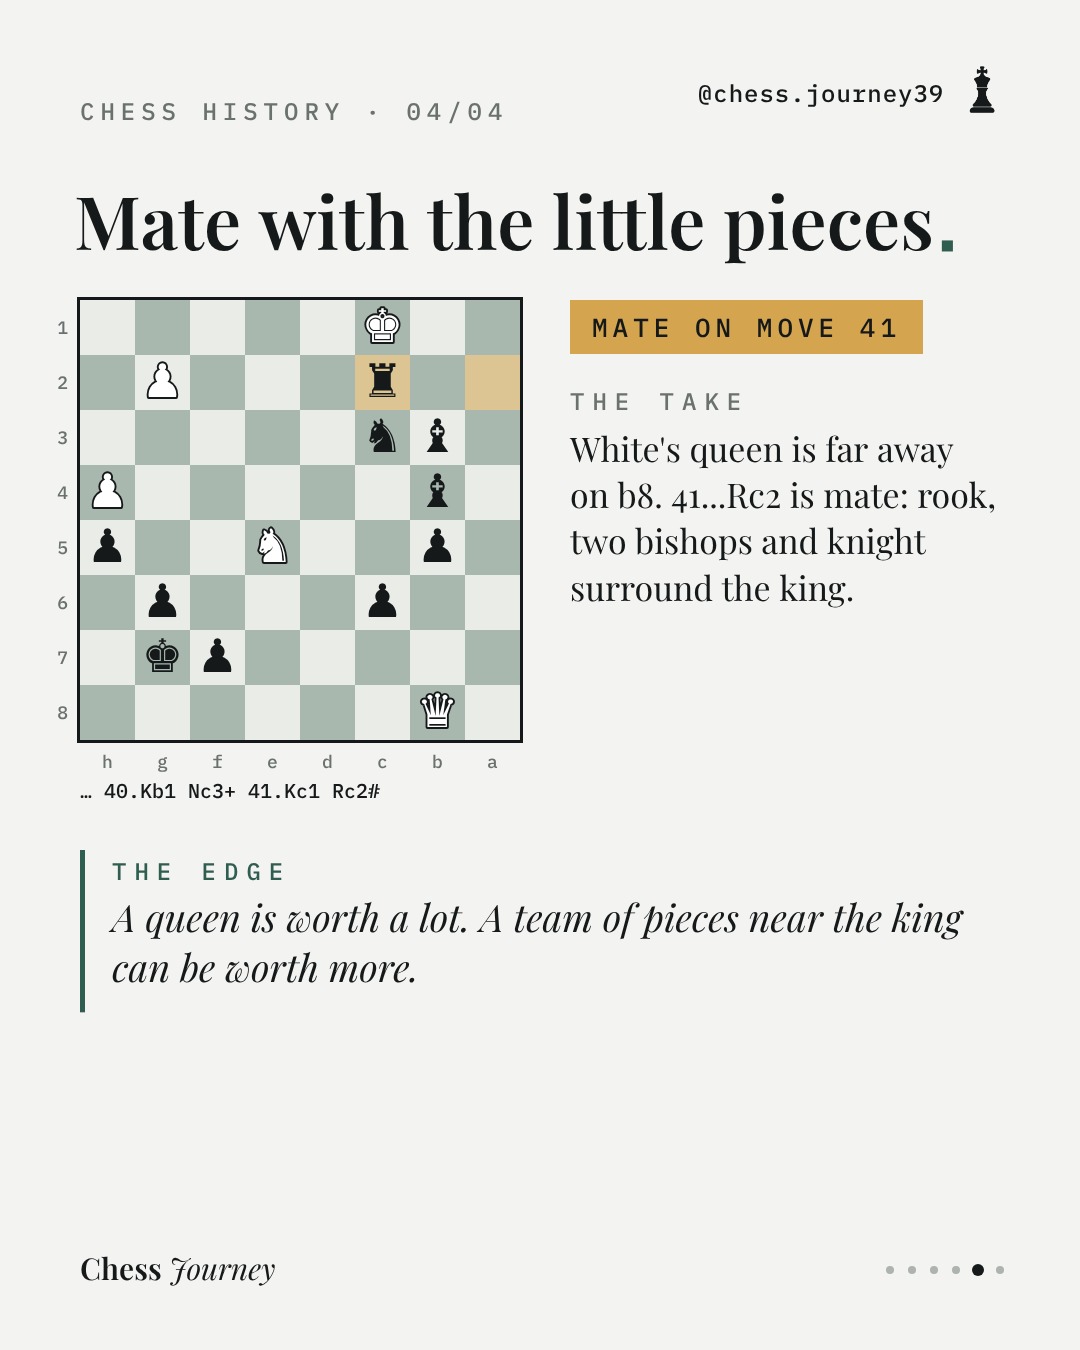 CHESS HISTORY · 04/04
@chess.journey39
Mate with the little pieces.
1
2
3
4
5
6
7
8
h g f e d c b a
… 40.Kb1 Nc3+ 41.Kc1 Rc2#
MATE ON MOVE 41
THE TAKE
White's queen is far away
on b8. 41...Rc2 is mate: rook,
two bishops and knight
surround the king.
THE EDGE
A queen is worth a lot. A team of pieces near the king
can be worth more.
Chess Journey